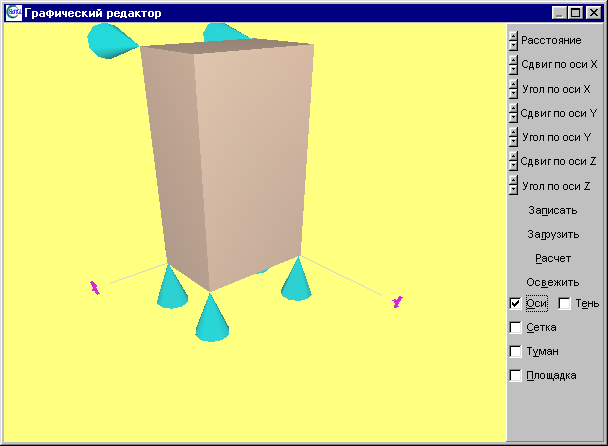 Графический редактор
Расстояние
Сдвиг по оси X
Угол по оси X
Сдвиг по оси Y
Угол по оси Y
Сдвиг по оси Z
Угол по оси Z
Записать
Загрузить
Расчет
Освежить
Оси Тень
Сетка
Туман
Площадка
X
Y